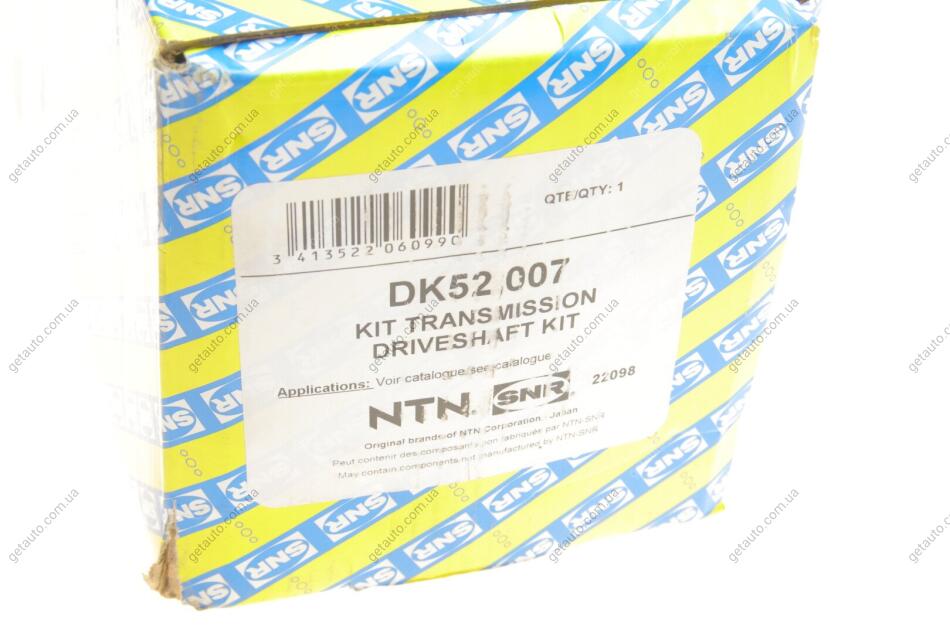 QTE/QTY: 1
3 413522 060990
DK52.007
KIT TRANSMISSION
DRIVESHAFT KIT
Applications: Voir catalogue see catalogue
NTN® SNR® 22098
Original brands of NTN Corporation, Japan
Peut contenir des composants non fabriqués par NTN-SNR
May contain components not manufactured by NTN-SNR
SNR
getauto.com.ua